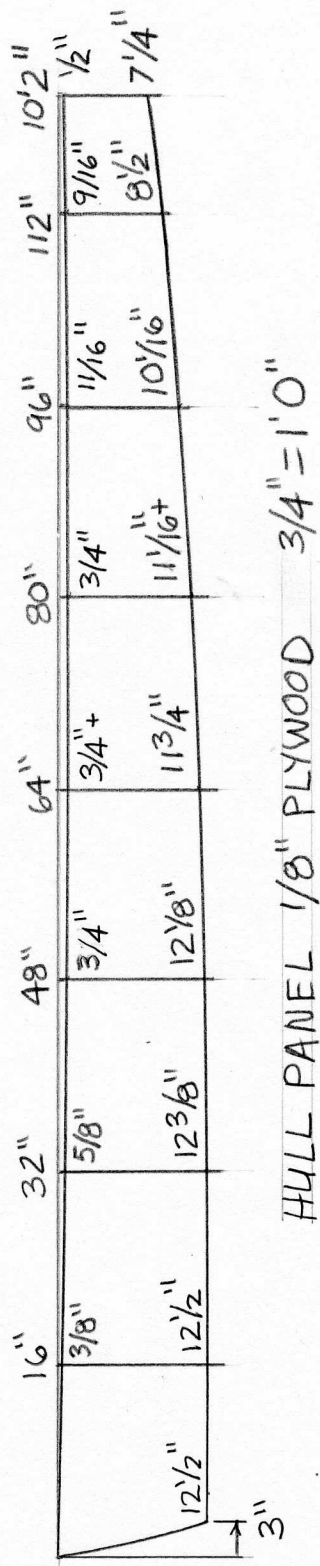 16" 32" 48" 64" 80" 96" 112" 10'2"
3/8" 5/8" 3/4" 3/4"+ 3/4" 11/16" 9/16" 1/2"
12 1/2" 12 1/2" 12 3/8" 12 1/8" 11 3/4" 11 1/16"+ 10 1/16" 8 1/2" 7 1/4"
3"
HULL PANEL 1/8" PLYWOOD 3/4" = 1'0"